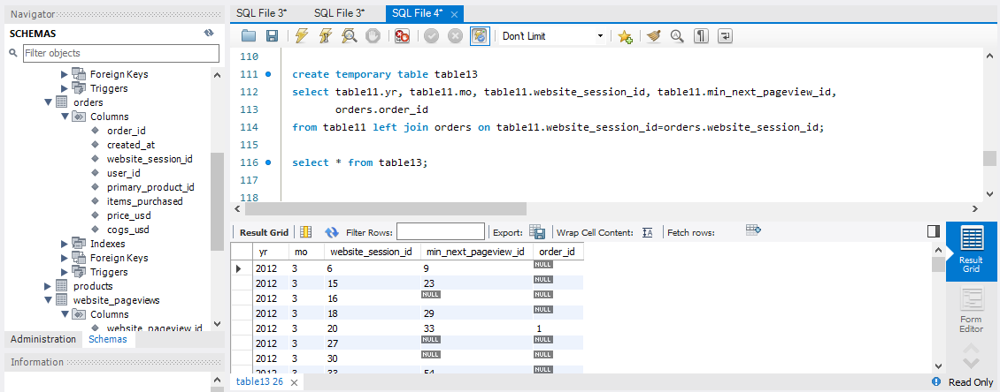 Navigator
SCHEMAS
Filter objects
Foreign Keys
Triggers
orders
Columns
order_id
created_at
website_session_id
user_id
primary_product_id
items_purchased
price_usd
cogs_usd
Indexes
Foreign Keys
Triggers
products
website_pageviews
Columns
website_pageview_id
Administration Schemas
Information
SQL File 3* SQL File 3* SQL File 4*
Don't Limit
110
111 create temporary table table13
112 select table11.yr, table11.mo, table11.website_session_id, table11.min_next_pageview_id,
113 orders.order_id
114 from table11 left join orders on table11.website_session_id=orders.website_session_id;
115
116 select * from table13;
117
118
Result Grid Filter Rows: Export: Wrap Cell Content: Fetch rows:
yr mo website_session_id min_next_pageview_id order_id
2012 3 6 9 NULL
2012 3 15 23 NULL
2012 3 16 NULL NULL
2012 3 18 29 NULL
2012 3 20 33 1
2012 3 27 NULL NULL
2012 3 30 NULL NULL
2012 3 33 54 NULL
Result
Grid
Form
Editor
table13 26 Read Only